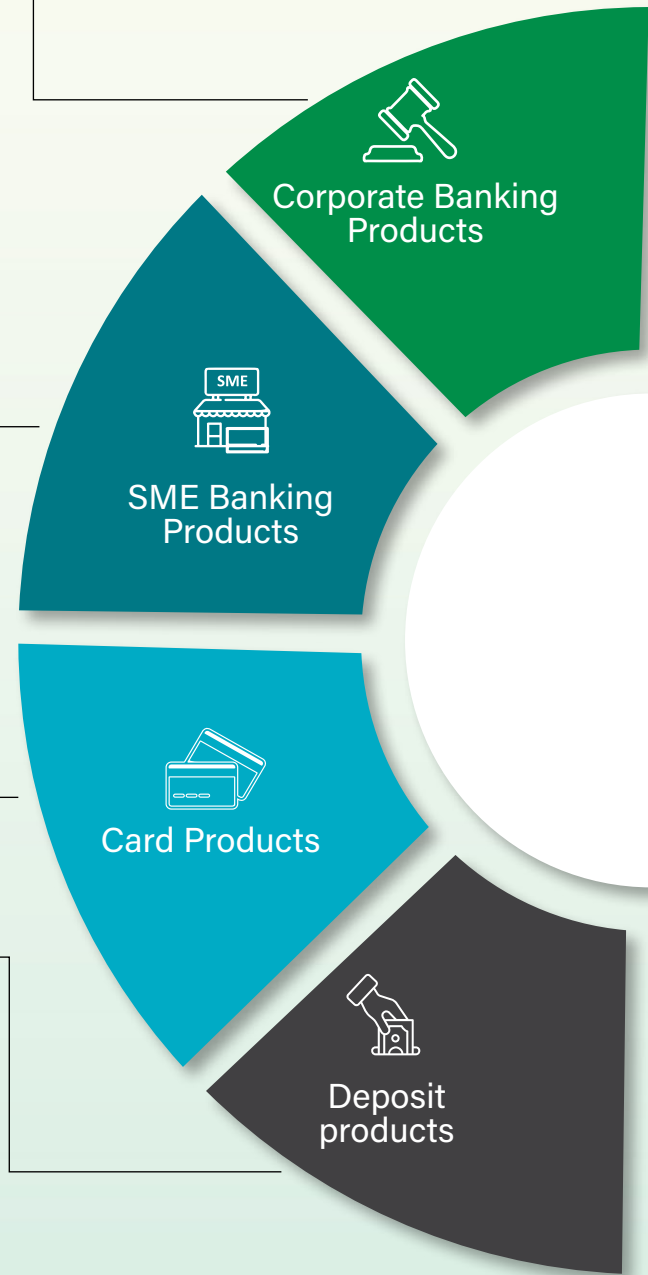 Corporate Banking
Products
SME
SME Banking
Products
Card Products
Deposit
products